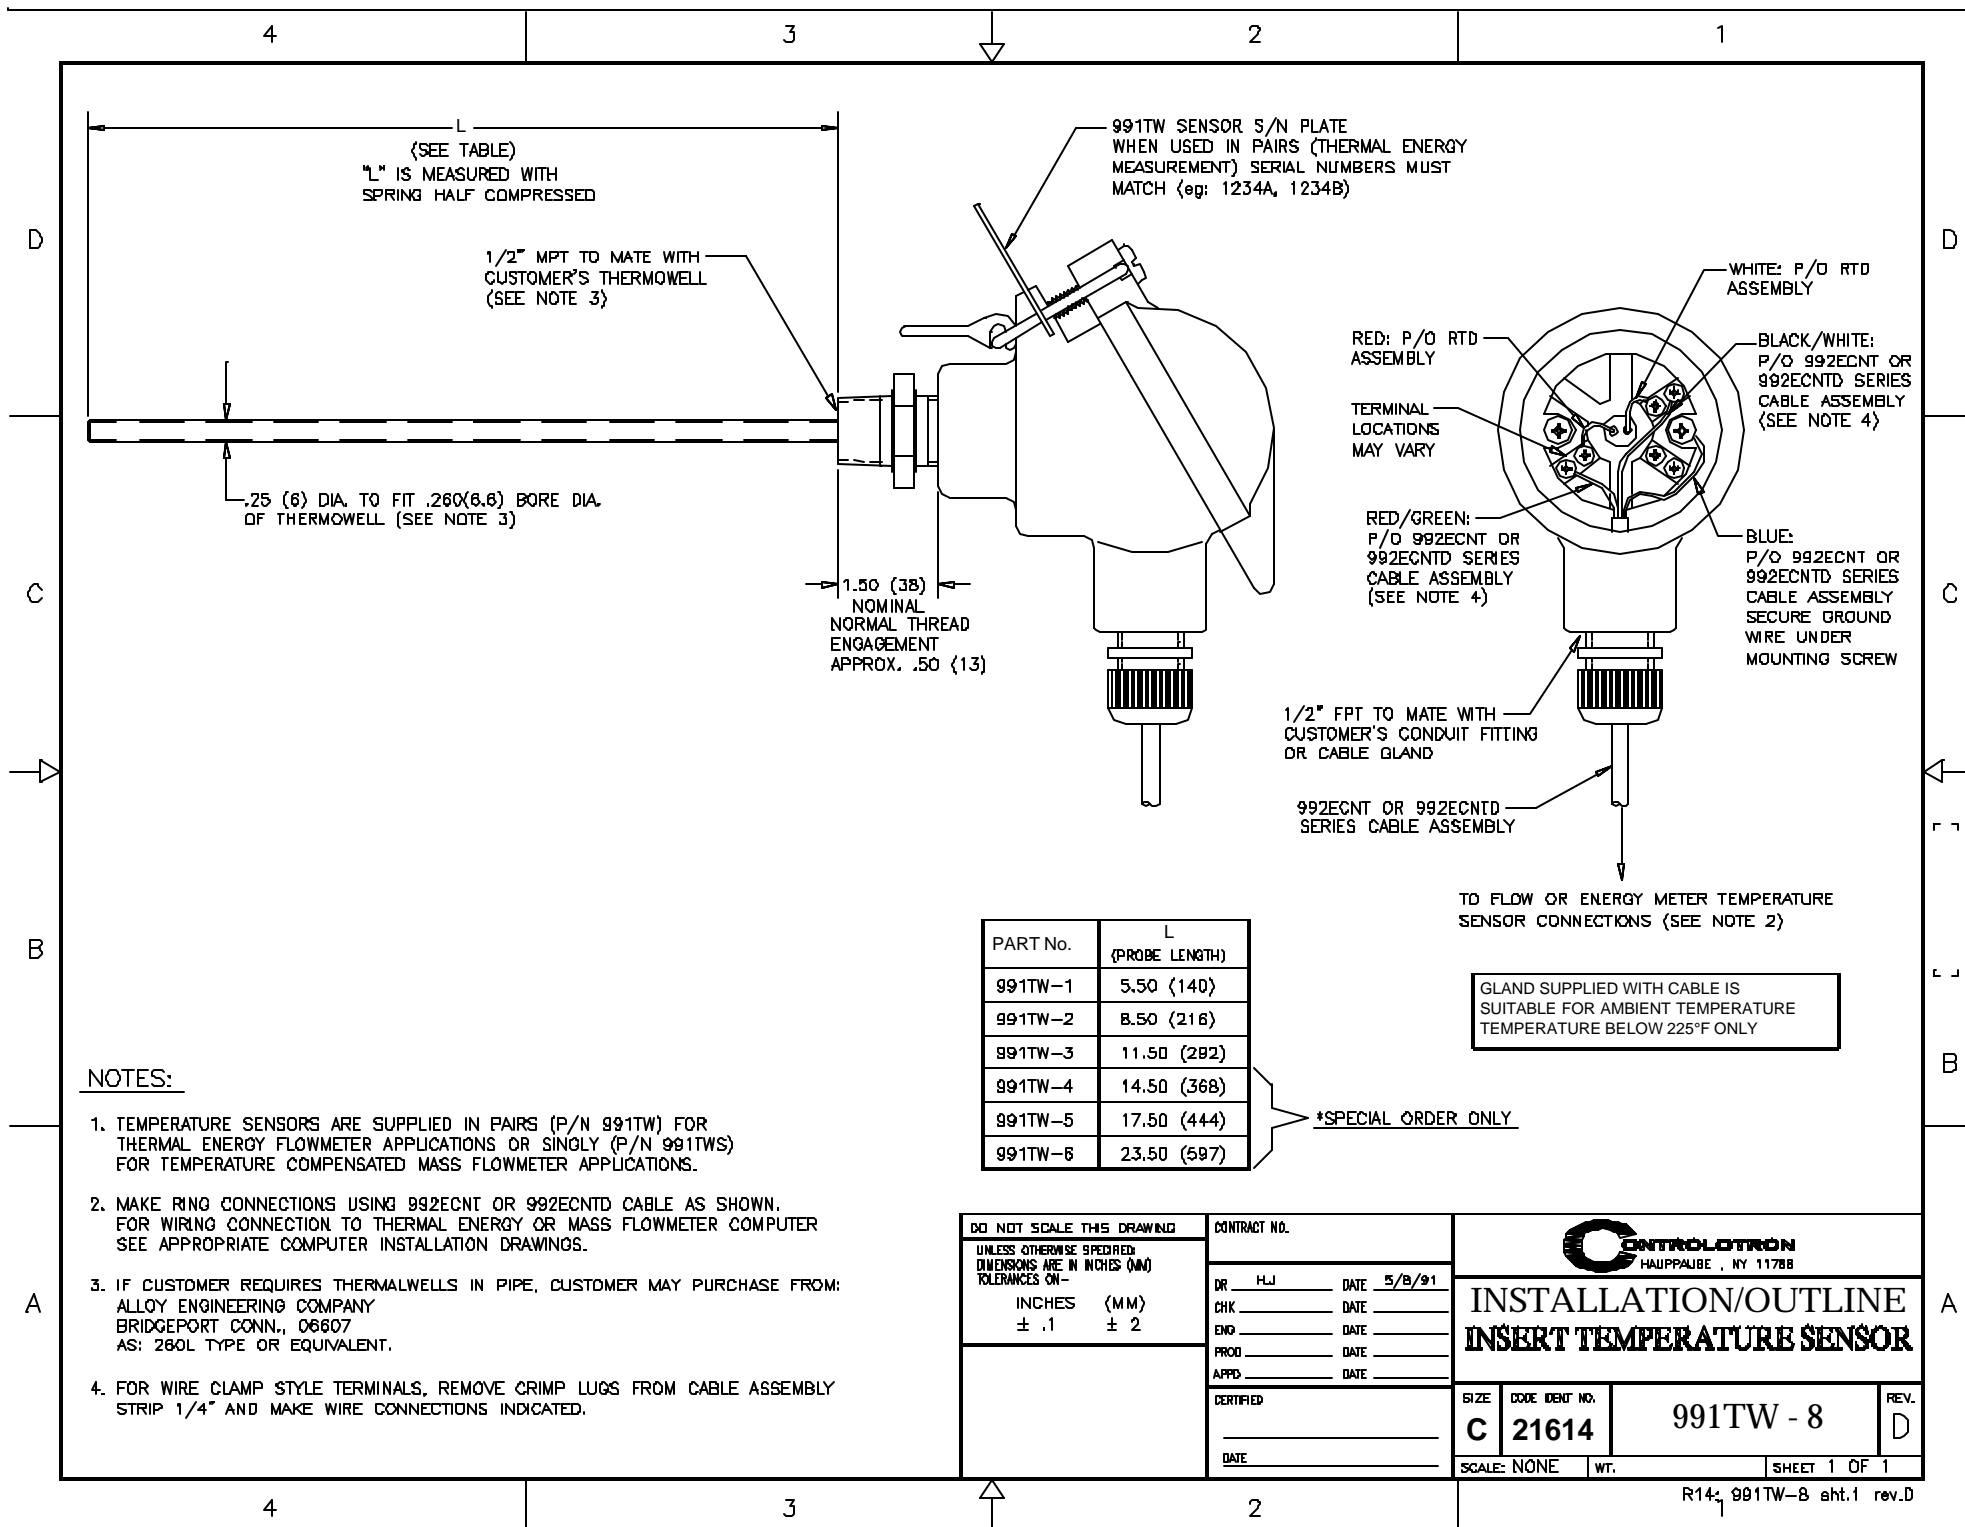 4 3 2 1
L
(SEE TABLE)
"L" IS MEASURED WITH
SPRING HALF COMPRESSED
991TW SENSOR S/N PLATE
WHEN USED IN PAIRS (THERMAL ENERGY
MEASUREMENT) SERIAL NUMBERS MUST
MATCH (eg: 1234A, 1234B)
D
D
1/2" MPT TO MATE WITH
CUSTOMER'S THERMOWELL
(SEE NOTE 3)
WHITE: P/O RTD
ASSEMBLY
RED: P/O RTD
ASSEMBLY
BLACK/WHITE:
P/O 992ECNT OR
992ECNTD SERIES
CABLE ASSEMBLY
(SEE NOTE 4)
TERMINAL
LOCATIONS
MAY VARY
.25 (6) DIA. TO FIT .260(6.6) BORE DIA.
OF THERMOWELL (SEE NOTE 3)
RED/GREEN:
P/O 992ECNT OR
992ECNTD SERIES
CABLE ASSEMBLY
(SEE NOTE 4)
BLUE:
P/O 992ECNT OR
992ECNTD SERIES
CABLE ASSEMBLY
SECURE GROUND
WIRE UNDER
MOUNTING SCREW
C
C
1.50 (38)
NOMINAL
NORMAL THREAD
ENGAGEMENT
APPROX. .50 (13)
1/2" FPT TO MATE WITH
CUSTOMER'S CONDUIT FITTING
OR CABLE GLAND
992ECNT OR 992ECNTD
SERIES CABLE ASSEMBLY
TO FLOW OR ENERGY METER TEMPERATURE
SENSOR CONNECTIONS (SEE NOTE 2)
B
B
PART No. L
(PROBE LENGTH)
991TW-1 5.50 (140)
991TW-2 8.50 (216)
991TW-3 11.50 (292)
991TW-4 14.50 (368)
991TW-5 17.50 (444)
991TW-6 23.50 (597)
*SPECIAL ORDER ONLY
GLAND SUPPLIED WITH CABLE IS
SUITABLE FOR AMBIENT TEMPERATURE
TEMPERATURE BELOW 225°F ONLY
NOTES:
1. TEMPERATURE SENSORS ARE SUPPLIED IN PAIRS (P/N 991TW) FOR
THERMAL ENERGY FLOWMETER APPLICATIONS OR SINGLY (P/N 991TWS)
FOR TEMPERATURE COMPENSATED MASS FLOWMETER APPLICATIONS.
2. MAKE RING CONNECTIONS USING 992ECNT OR 992ECNTD CABLE AS SHOWN.
FOR WIRING CONNECTION TO THERMAL ENERGY OR MASS FLOWMETER COMPUTER
SEE APPROPRIATE COMPUTER INSTALLATION DRAWINGS.
3. IF CUSTOMER REQUIRES THERMALWELLS IN PIPE, CUSTOMER MAY PURCHASE FROM:
ALLOY ENGINEERING COMPANY
BRIDGEPORT CONN., 06607
AS: 260L TYPE OR EQUIVALENT.
4. FOR WIRE CLAMP STYLE TERMINALS, REMOVE CRIMP LUGS FROM CABLE ASSEMBLY
STRIP 1/4" AND MAKE WIRE CONNECTIONS INDICATED.
A
A
DO NOT SCALE THIS DRAWING
UNLESS OTHERWISE SPECIFIED:
DIMENSIONS ARE IN INCHES (MM)
TOLERANCES ON-
INCHES (MM)
± .1 ± 2
CONTRACT NO.
DR HJ DATE 5/8/91
CHK DATE
ENG DATE
PROD DATE
APPD DATE
CERTIFIED
DATE
CONTROLOTRON
HAUPPAUGE , NY 11788
INSTALLATION/OUTLINE
INSERT TEMPERATURE SENSOR
SIZE
C
CODE IDENT NO.
21614
991TW - 8
REV.
D
SCALE: NONE WT. SHEET 1 OF 1
R14: 991TW-8 sht.1 rev.D
4 3 2 1